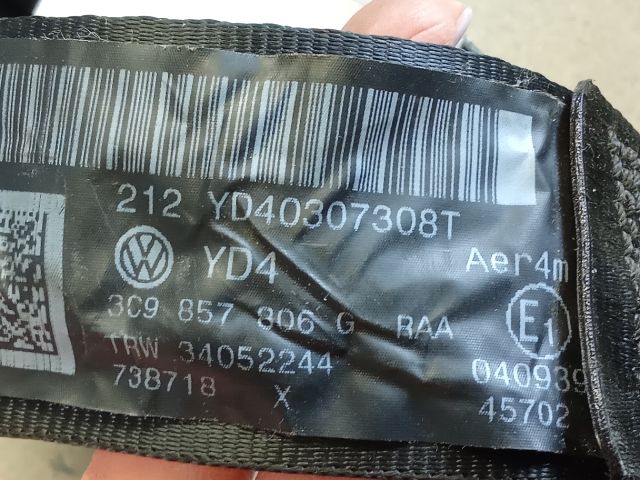 212 YD40307308T
YD4 Aer4m
3C9 857 806 G RAA E1
TRW 34052244 040939
738718 X 45702